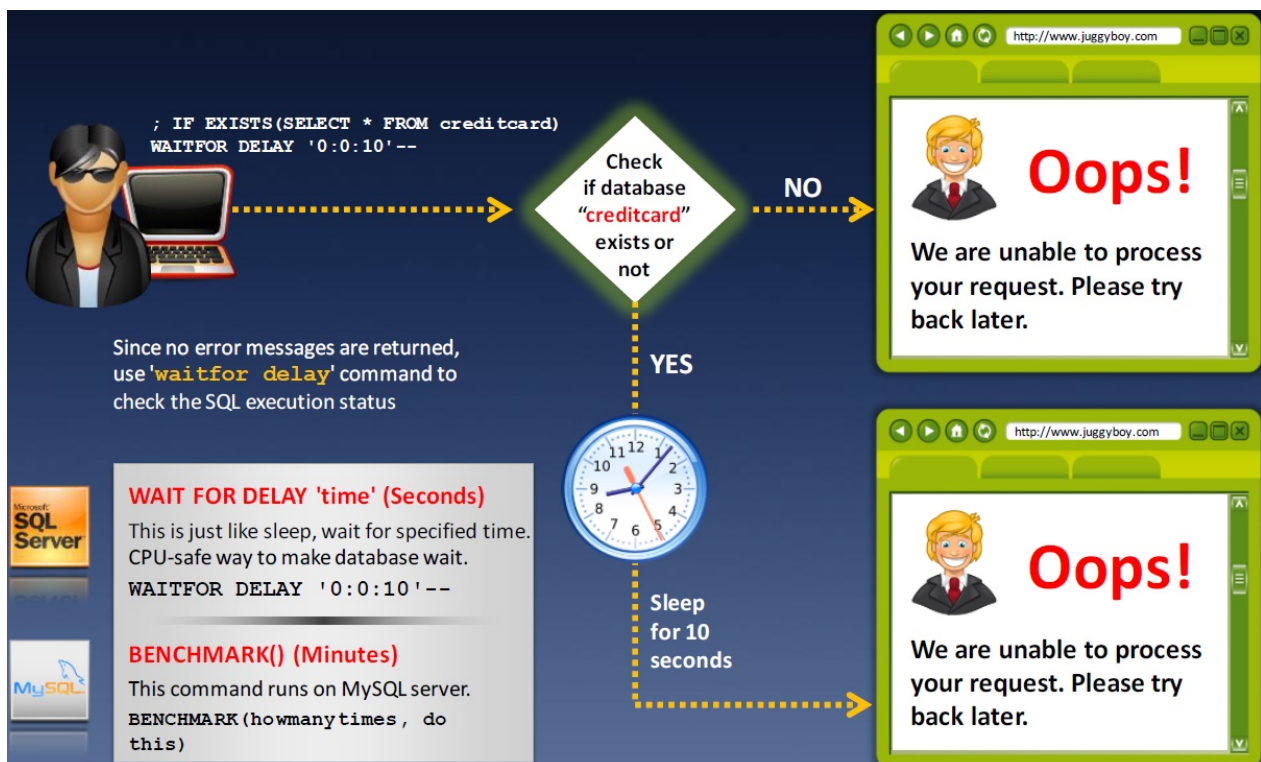 ; IF EXISTS(SELECT * FROM creditcard)
WAITFOR DELAY '0:0:10'--
Check
if database
“creditcard”
exists or
not
NO
YES
http://www.juggyboy.com
Oops!
We are unable to process
your request. Please try
back later.
Since no error messages are returned,
use 'waitfor delay' command to
check the SQL execution status
12
1
2
3
4
5
6
7
8
9
10
11
Sleep
for 10
seconds
Microsoft
SQL
Server
WAIT FOR DELAY 'time' (Seconds)
This is just like sleep, wait for specified time.
CPU-safe way to make database wait.
WAITFOR DELAY '0:0:10'--
MySQL
BENCHMARK() (Minutes)
This command runs on MySQL server.
BENCHMARK(howmanytimes, do
this)
http://www.juggyboy.com
Oops!
We are unable to process
your request. Please try
back later.